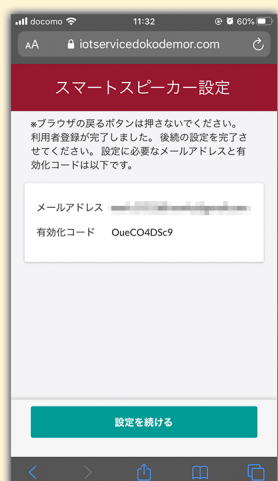 docomo 11:32 60%
AA iotservicedokodemor.com
スマートスピーカー設定
※ブラウザの戻るボタンは押さないでください。
利用者登録が完了しました。後続の設定を完了さ
せてください。設定に必要なメールアドレスと有
効化コードは以下です。
メールアドレス
有効化コード OueCO4DSc9
設定を続ける